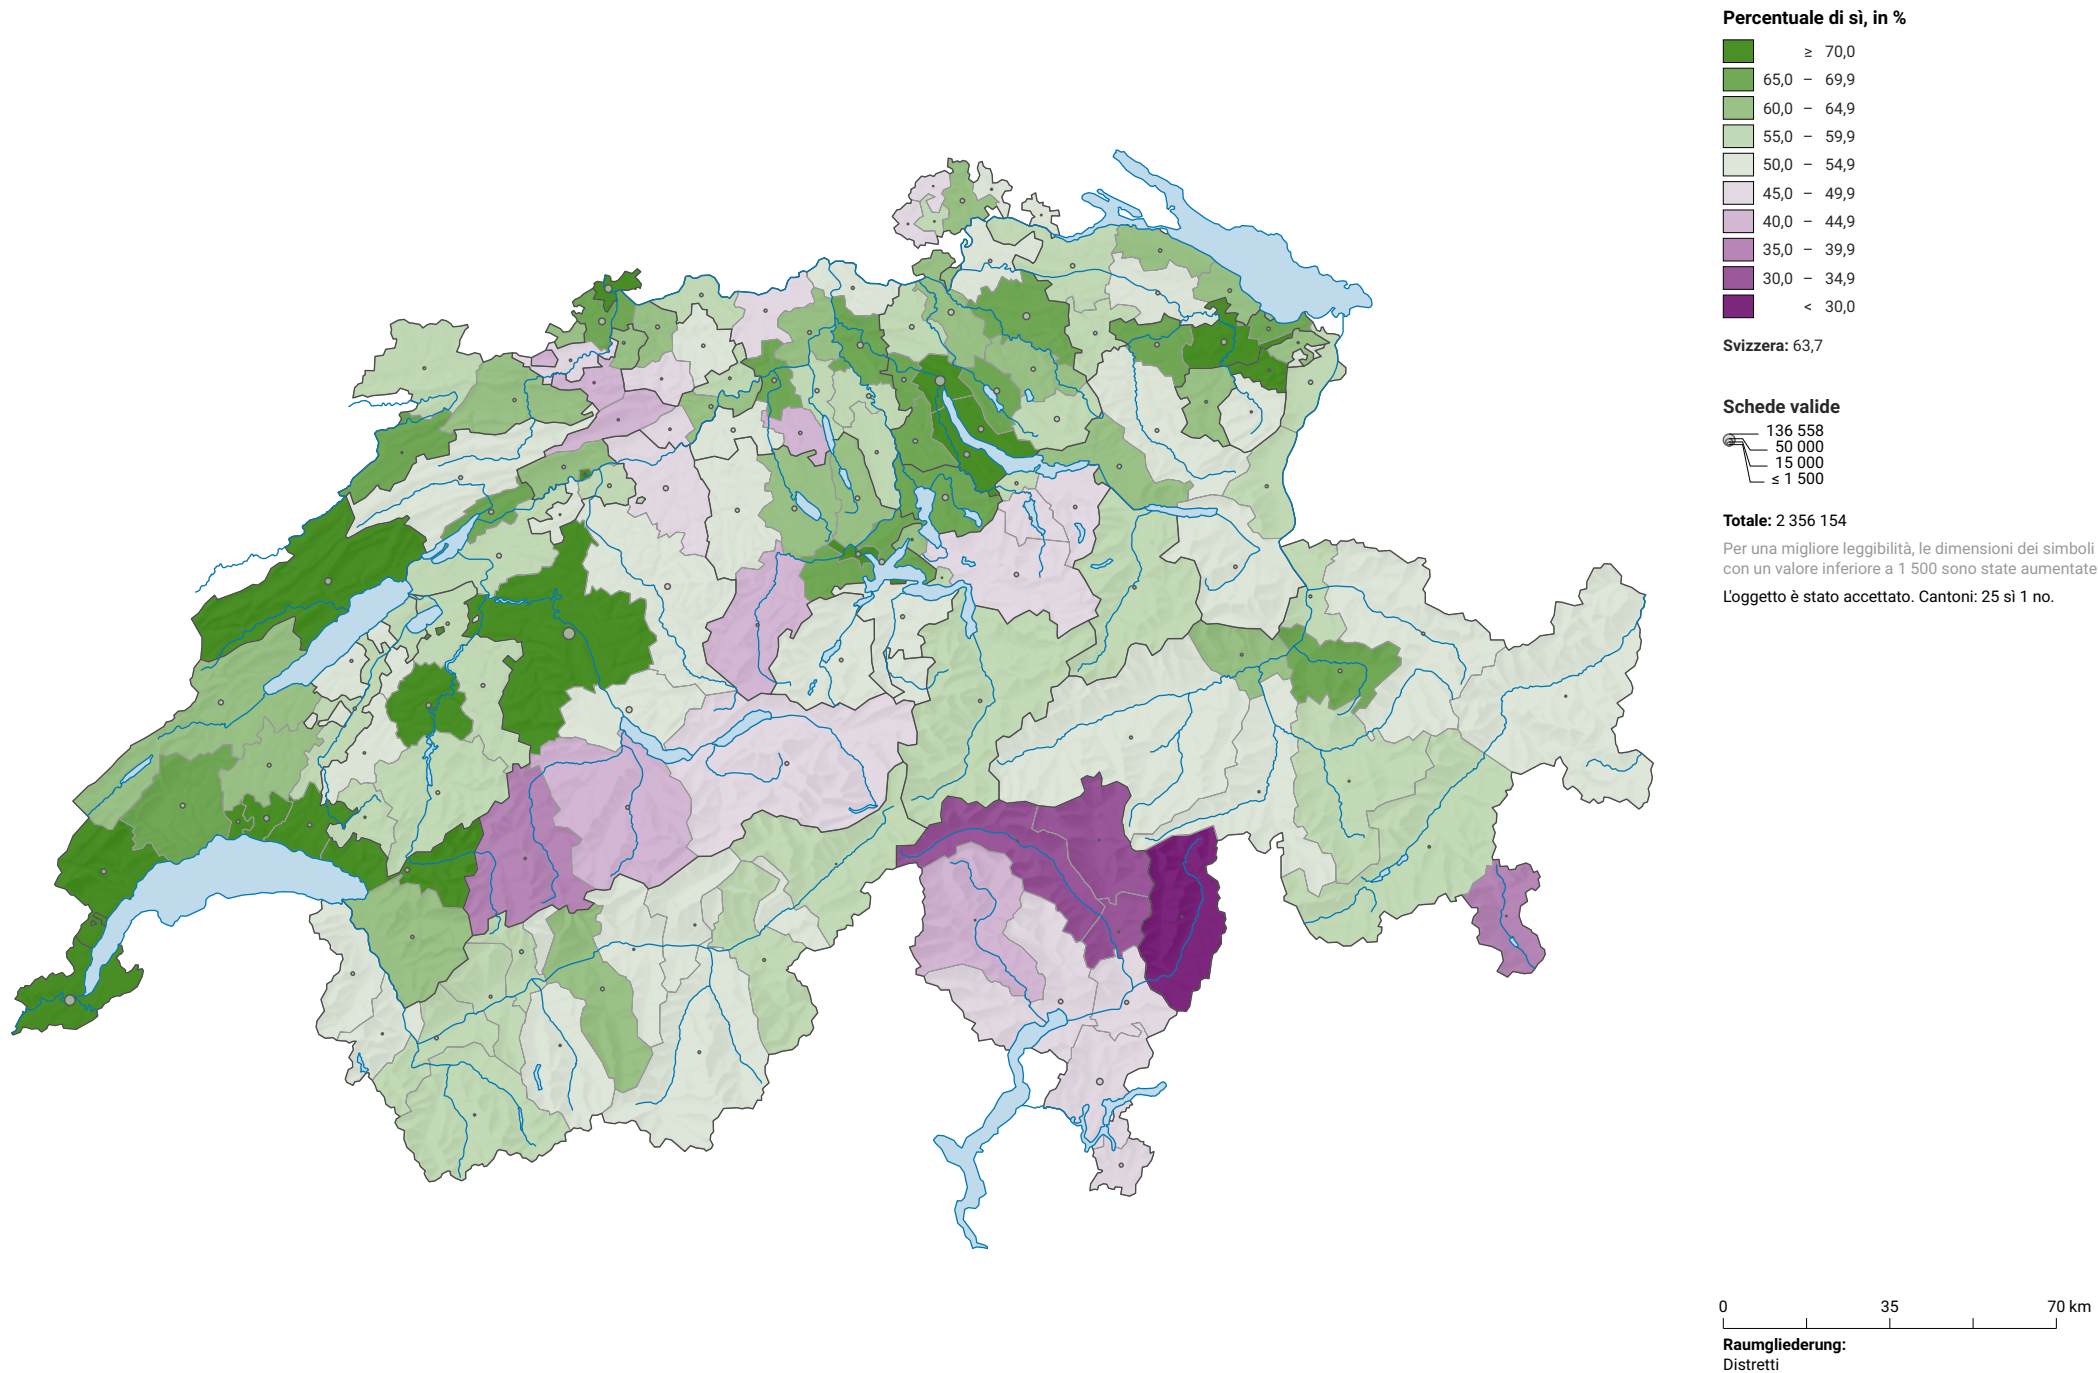 Percentuale di sì, in %
≥ 70,0
65,0 – 69,9
60,0 – 64,9
55,0 – 59,9
50,0 – 54,9
45,0 – 49,9
40,0 – 44,9
35,0 – 39,9
30,0 – 34,9
< 30,0
Svizzera: 63,7
Schede valide
136 558
50 000
15 000
≤ 1 500
Totale: 2 356 154
Per una migliore leggibilità, le dimensioni dei simboli
con un valore inferiore a 1 500 sono state aumentate
L'oggetto è stato accettato. Cantoni: 25 sì 1 no.
0 35 70 km
Raumgliederung:
Distretti